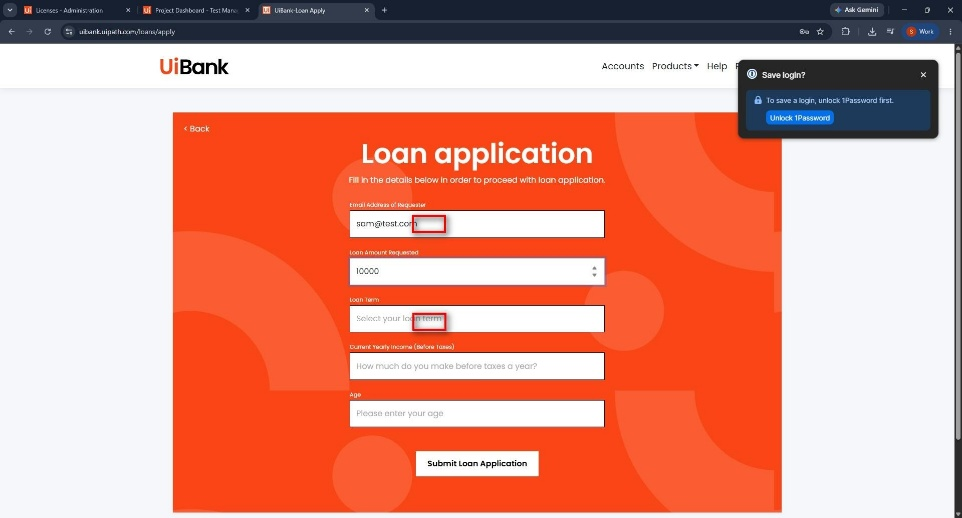 Licenses - Administration
Project Dashboard - Test Mana
UiBank-Loan Apply
Ask Gemini
uibank.uipath.com/loans/apply
S Work
UiBank
Accounts Products Help
Save login?
To save a login, unlock 1Password first.
Unlock 1Password
< Back
Loan application
Fill in the details below in order to proceed with loan application.
Email Address of Requester
sam@test.com
Loan Amount Requested
10000
Loan Term
Select your loan term
Current Yearly Income (Before Taxes)
How much do you make before taxes a year?
Age
Please enter your age
Submit Loan Application